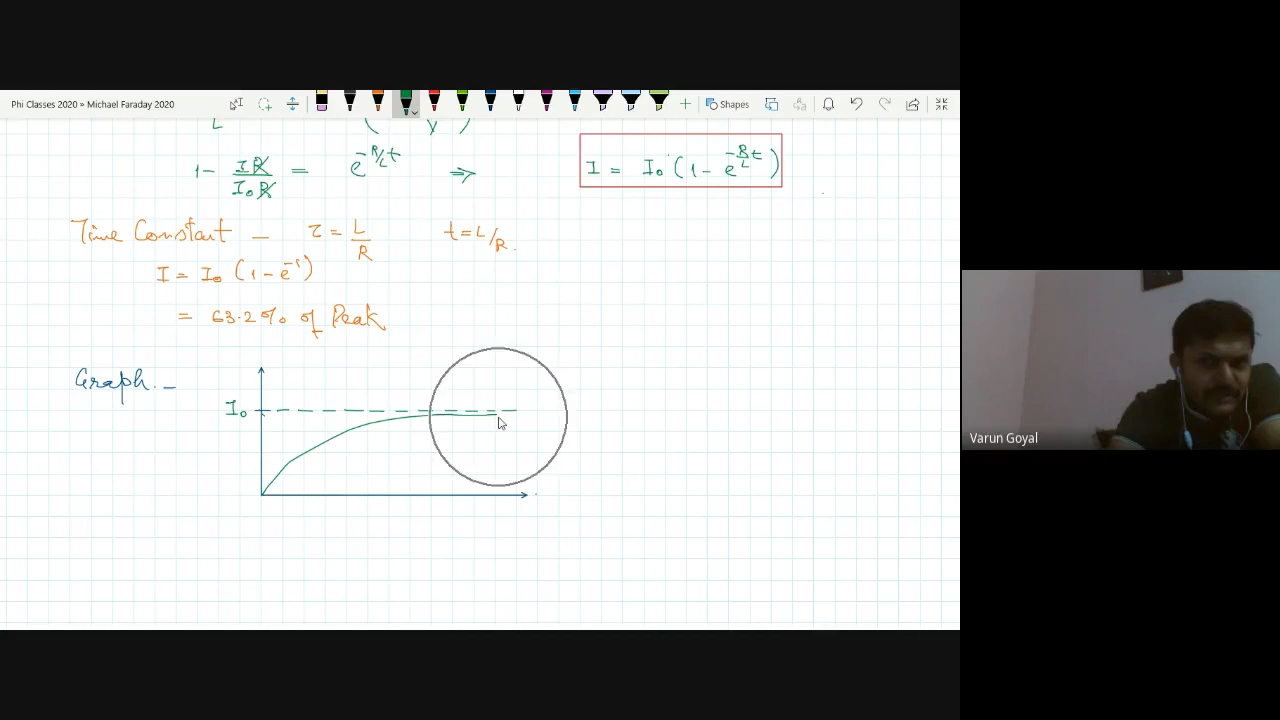 Phi Classes 2020 » Michael Faraday 2020
Shapes
L
1 - IR/I₀R = e^(-R/L t) ⇒ I = I₀ (1 - e^(-R/L t))
Time Constant - τ = L/R t = L/R.
I = I₀ (1 - e^-1)
= 63.2% of Peak
Graph. -
I₀
Varun Goyal